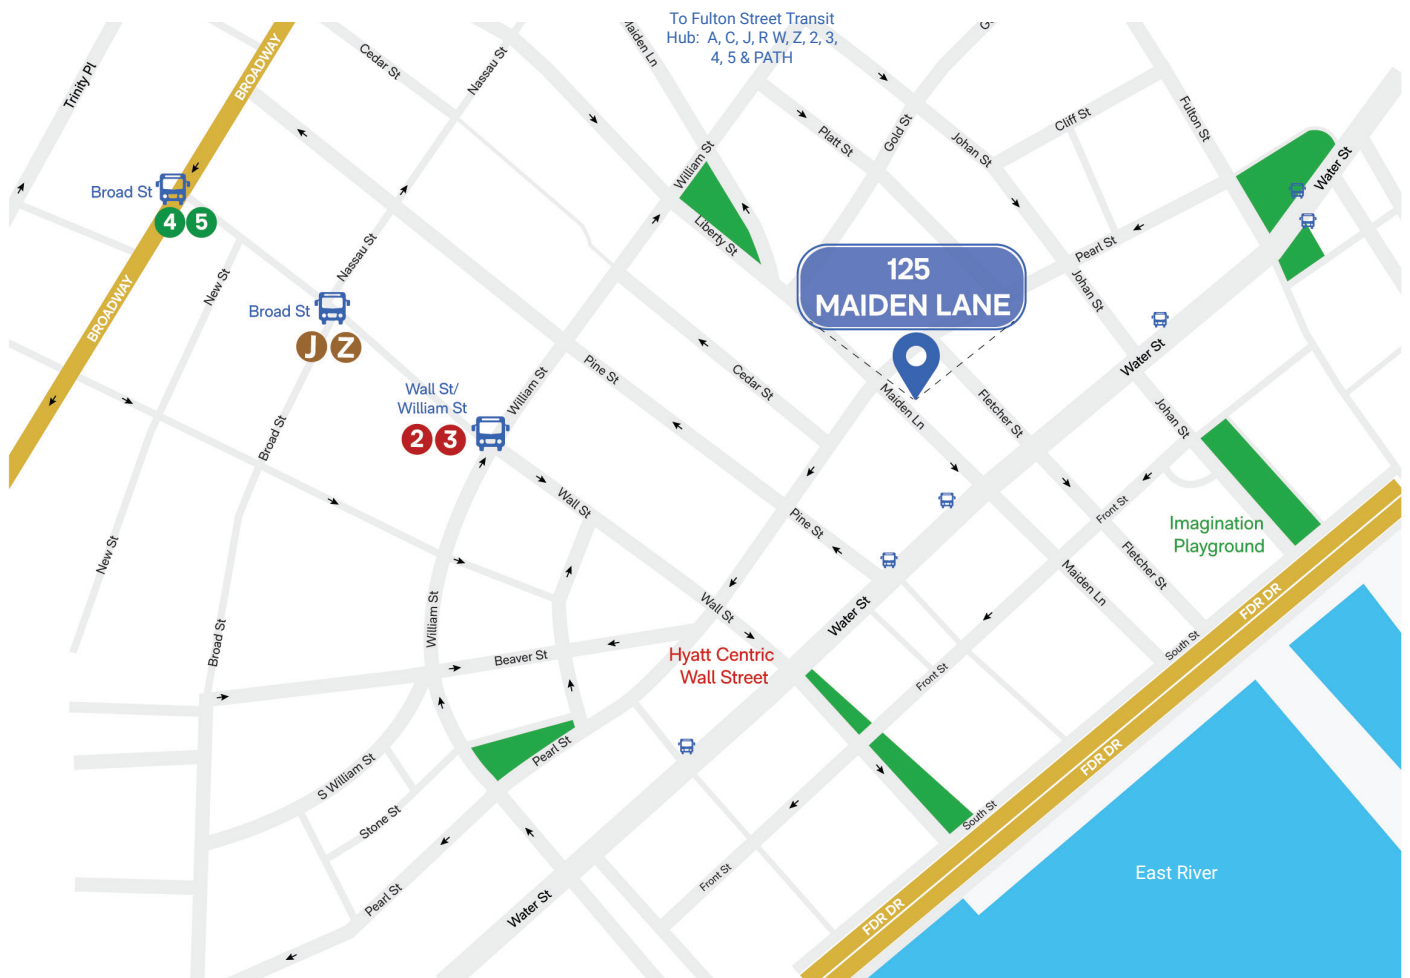 To Fulton Street Transit
Hub: A, C, J, R W, Z, 2, 3,
4, 5 & PATH
Trinity Pl
BROADWAY
Cedar St
Nassau St
Maiden Ln
Gold St
Platt St
Johan St
Cliff St
Fulton St
Water St
William St
Liberty St
Broad St
4 5
BROADWAY
New St
Nassau St
Broad St
J Z
125
MAIDEN LANE
Pearl St
Johan St
Water St
Wall St/
William St
2 3
William St
Pine St
Cedar St
Maiden Ln
Fletcher St
Johan St
Broad St
New St
Wall St
Pine St
Front St
Imagination
Playground
Fletcher St
Maiden Ln
FDR DR
South St
Broad St
William St
Beaver St
Wall St
Water St
Hyatt Centric
Wall Street
Front St
FDR DR
Pearl St
S William St
Stone St
South St
Front St
Pearl St
Water St
FDR DR
East River